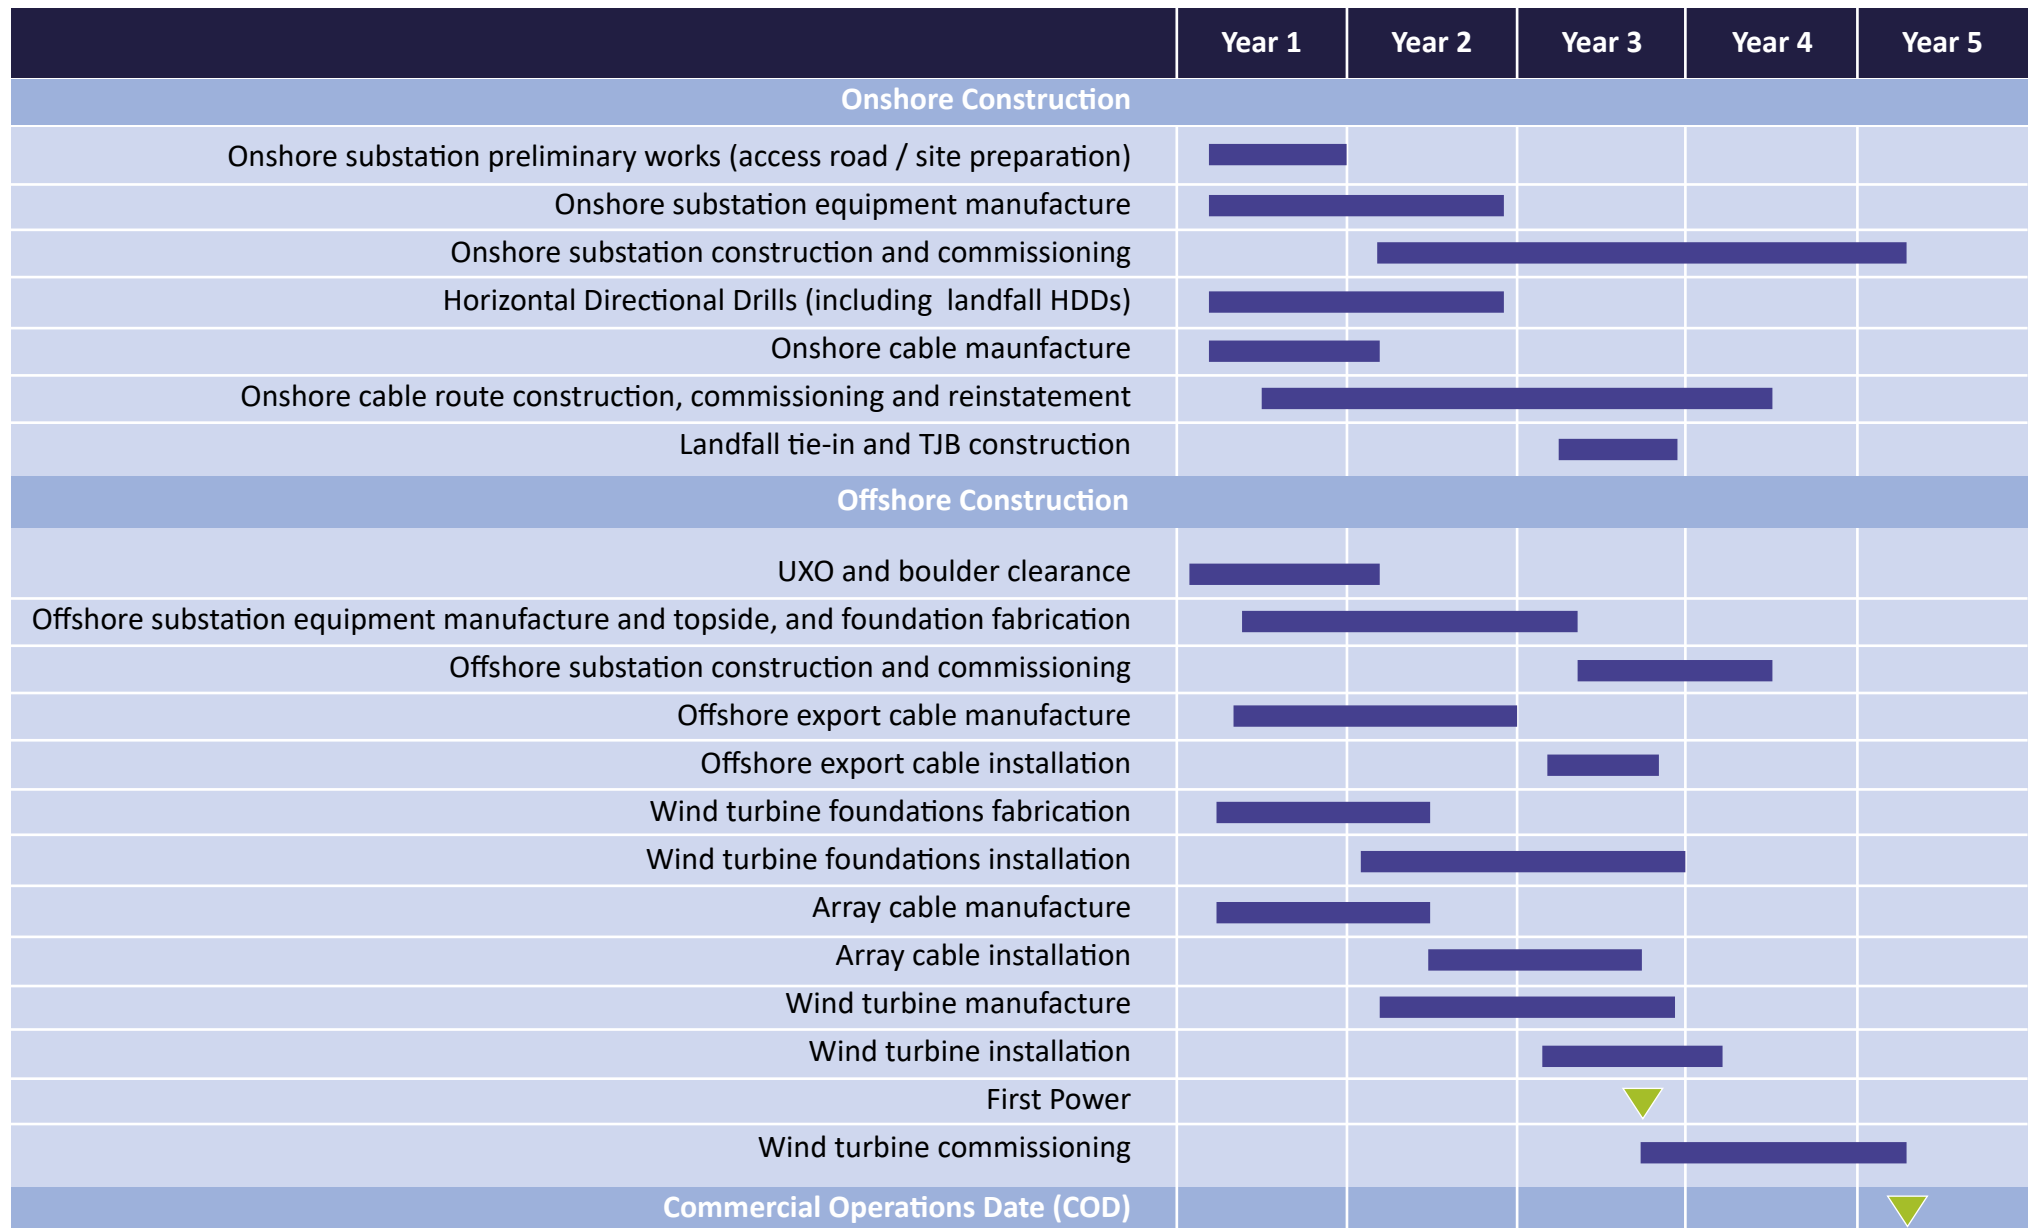 Year 1 Year 2 Year 3 Year 4 Year 5
Onshore Construction
Onshore substation preliminary works (access road / site preparation)
Onshore substation equipment manufacture
Onshore substation construction and commissioning
Horizontal Directional Drills (including landfall HDDs)
Onshore cable maunfacture
Onshore cable route construction, commissioning and reinstatement
Landfall tie-in and TJB construction
Offshore Construction
UXO and boulder clearance
Offshore substation equipment manufacture and topside, and foundation fabrication
Offshore substation construction and commissioning
Offshore export cable manufacture
Offshore export cable installation
Wind turbine foundations fabrication
Wind turbine foundations installation
Array cable manufacture
Array cable installation
Wind turbine manufacture
Wind turbine installation
First Power
Wind turbine commissioning
Commercial Operations Date (COD)